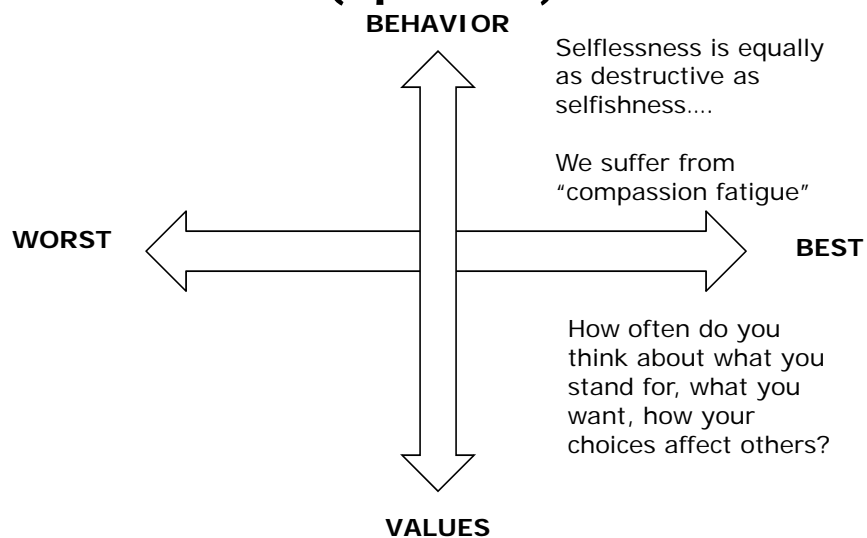 BEHAVIOR
Selflessness is equally
as destructive as
selfishness....
We suffer from
“compassion fatigue”
WORST
BEST
How often do you
think about what you
stand for, what you
want, how your
choices affect others?
VALUES